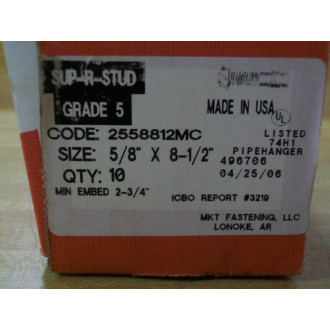 SUP-R-STUD
GRADE 5
MADE IN USA
UL
CODE: 2558812MC
LISTED
74H1
SIZE: 5/8" X 8-1/2"
PIPEHANGER
QTY: 10
496706
04/25/06
MIN EMBED 2-3/4"
ICBO REPORT #3219
MKT FASTENING, LLC
LONOKE, AR